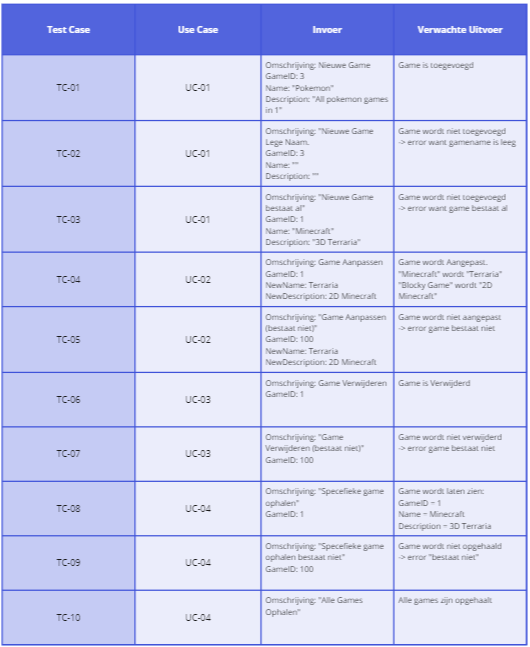 Test Case Use Case Invoer Verwachte Uitvoer
TC-01 UC-01
Omschrijving: Nieuwe Game
GameID: 3
Name: "Pokemon"
Description: "All pokemon games
in 1"
Game is toegevoegd
TC-02 UC-01
Omschrijving: "Nieuwe Game
Lege Naam.
GameID: 3
Name: ""
Description: ""
Game wordt niet toegevoegd
-> error want gamename is leeg
TC-03 UC-01
Omschrijving: "Nieuwe Game
bestaat al"
GameID: 1
Name: "Minecraft"
Description: "3D Terraria"
Game wordt niet toegevoegd
-> error want game bestaat al
TC-04 UC-02
Omschrijving: Game Aanpassen
GameID: 1
NewName: Terraria
NewDescription: 2D Minecraft
Game wordt Aangepast.
"Minecraft" wordt "Terraria"
"Blocky Game" wordt "2D
Minecraft"
TC-05 UC-02
Omschrijving: "Game Aanpassen
(bestaat niet)"
GameID: 100
NewName: Terraria
NewDescription: 2D Minecraft
Game wordt niet aangepast
-> error game bestaat niet
TC-06 UC-03
Omschrijving: Game Verwijderen
GameID: 1
Game is Verwijderd
TC-07 UC-03
Omschrijving: "Game
Verwijderen (bestaat niet)"
GameID: 100
Game wordt niet verwijderd
-> error game bestaat niet
TC-08 UC-04
Omschrijving: "Specefieke game
ophalen"
GameID: 1
Game wordt laten zien:
GameID = 1
Name = Minecraft
Description = 3D Terraria
TC-09 UC-04
Omschrijving: "Specefieke game
ophalen bestaat niet"
GameID: 100
Game wordt niet opgehaald
-> error "bestaat niet"
TC-10 UC-04
Omschrijving: "Alle Games
Ophalen"
Alle games zijn opgehaalt